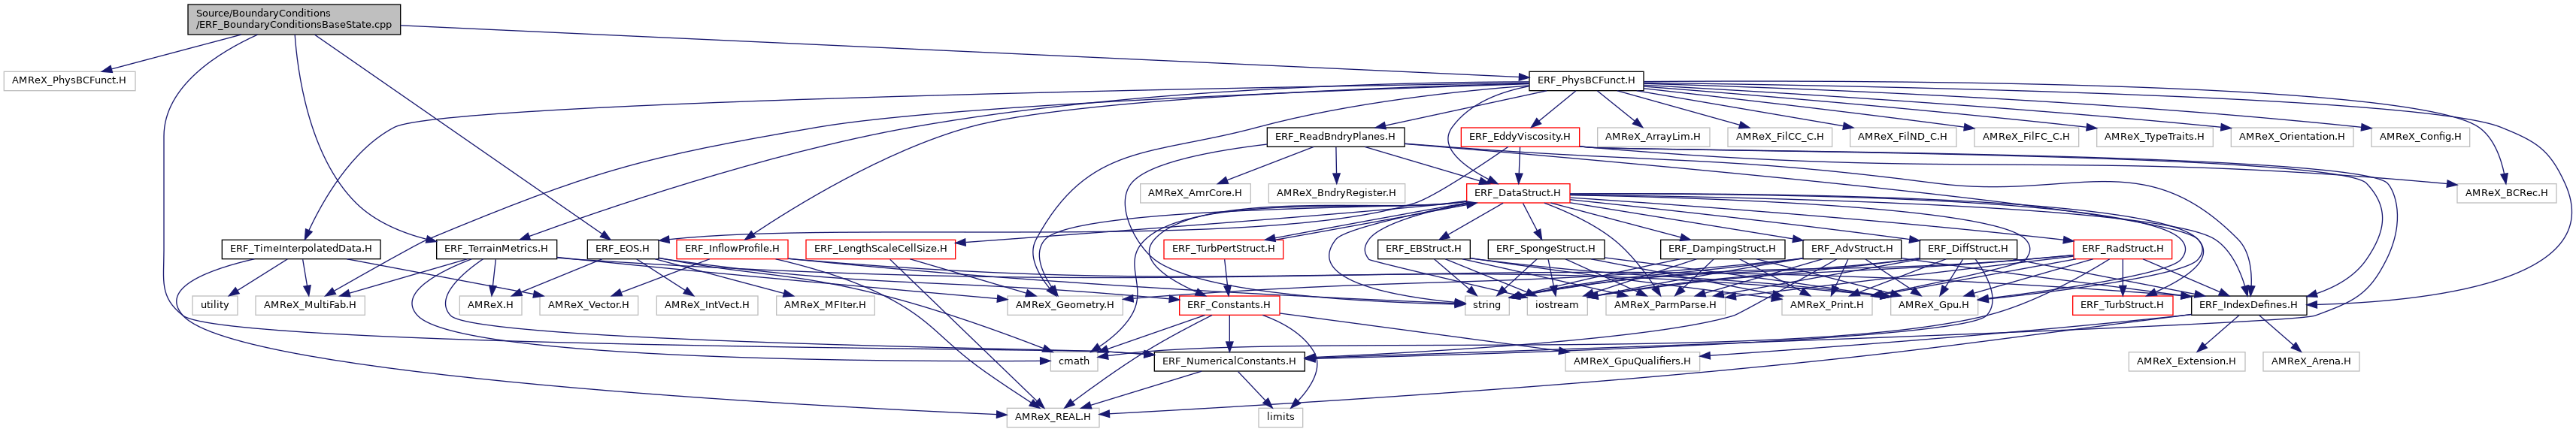 Source/BoundaryConditions
/ERF_BoundaryConditionsBaseState.cpp
AMReX_PhysBCFunct.H
ERF_PhysBCFunct.H
ERF_ReadBndryPlanes.H
ERF_EddyViscosity.H
AMReX_ArrayLim.H
AMReX_FilCC_C.H
AMReX_FilND_C.H
AMReX_FilFC_C.H
AMReX_TypeTraits.H
AMReX_Orientation.H
AMReX_Config.H
AMReX_AmrCore.H
AMReX_BndryRegister.H
ERF_DataStruct.H
AMReX_BCRec.H
ERF_TimeInterpolatedData.H
ERF_TerrainMetrics.H
ERF_EOS.H
ERF_InflowProfile.H
ERF_LengthScaleCellSize.H
ERF_TurbPertStruct.H
ERF_EBStruct.H
ERF_SpongeStruct.H
ERF_DampingStruct.H
ERF_AdvStruct.H
ERF_DiffStruct.H
ERF_RadStruct.H
utility
AMReX_MultiFab.H
AMReX.H
AMReX_Vector.H
AMReX_IntVect.H
AMReX_MFIter.H
AMReX_Geometry.H
ERF_Constants.H
string
iostream
AMReX_ParmParse.H
AMReX_Print.H
AMReX_Gpu.H
ERF_TurbStruct.H
ERF_IndexDefines.H
cmath
ERF_NumericalConstants.H
AMReX_GpuQualifiers.H
AMReX_Extension.H
AMReX_Arena.H
AMReX_REAL.H
limits